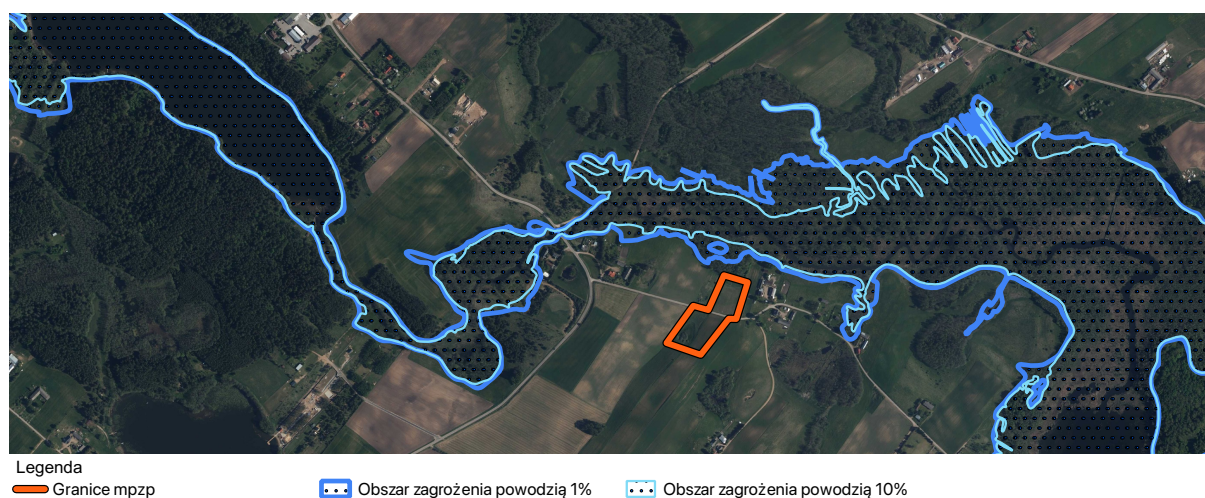 Legenda
Granice mpzp
Obszar zagrożenia powodzią 1%
Obszar zagrożenia powodzią 10%